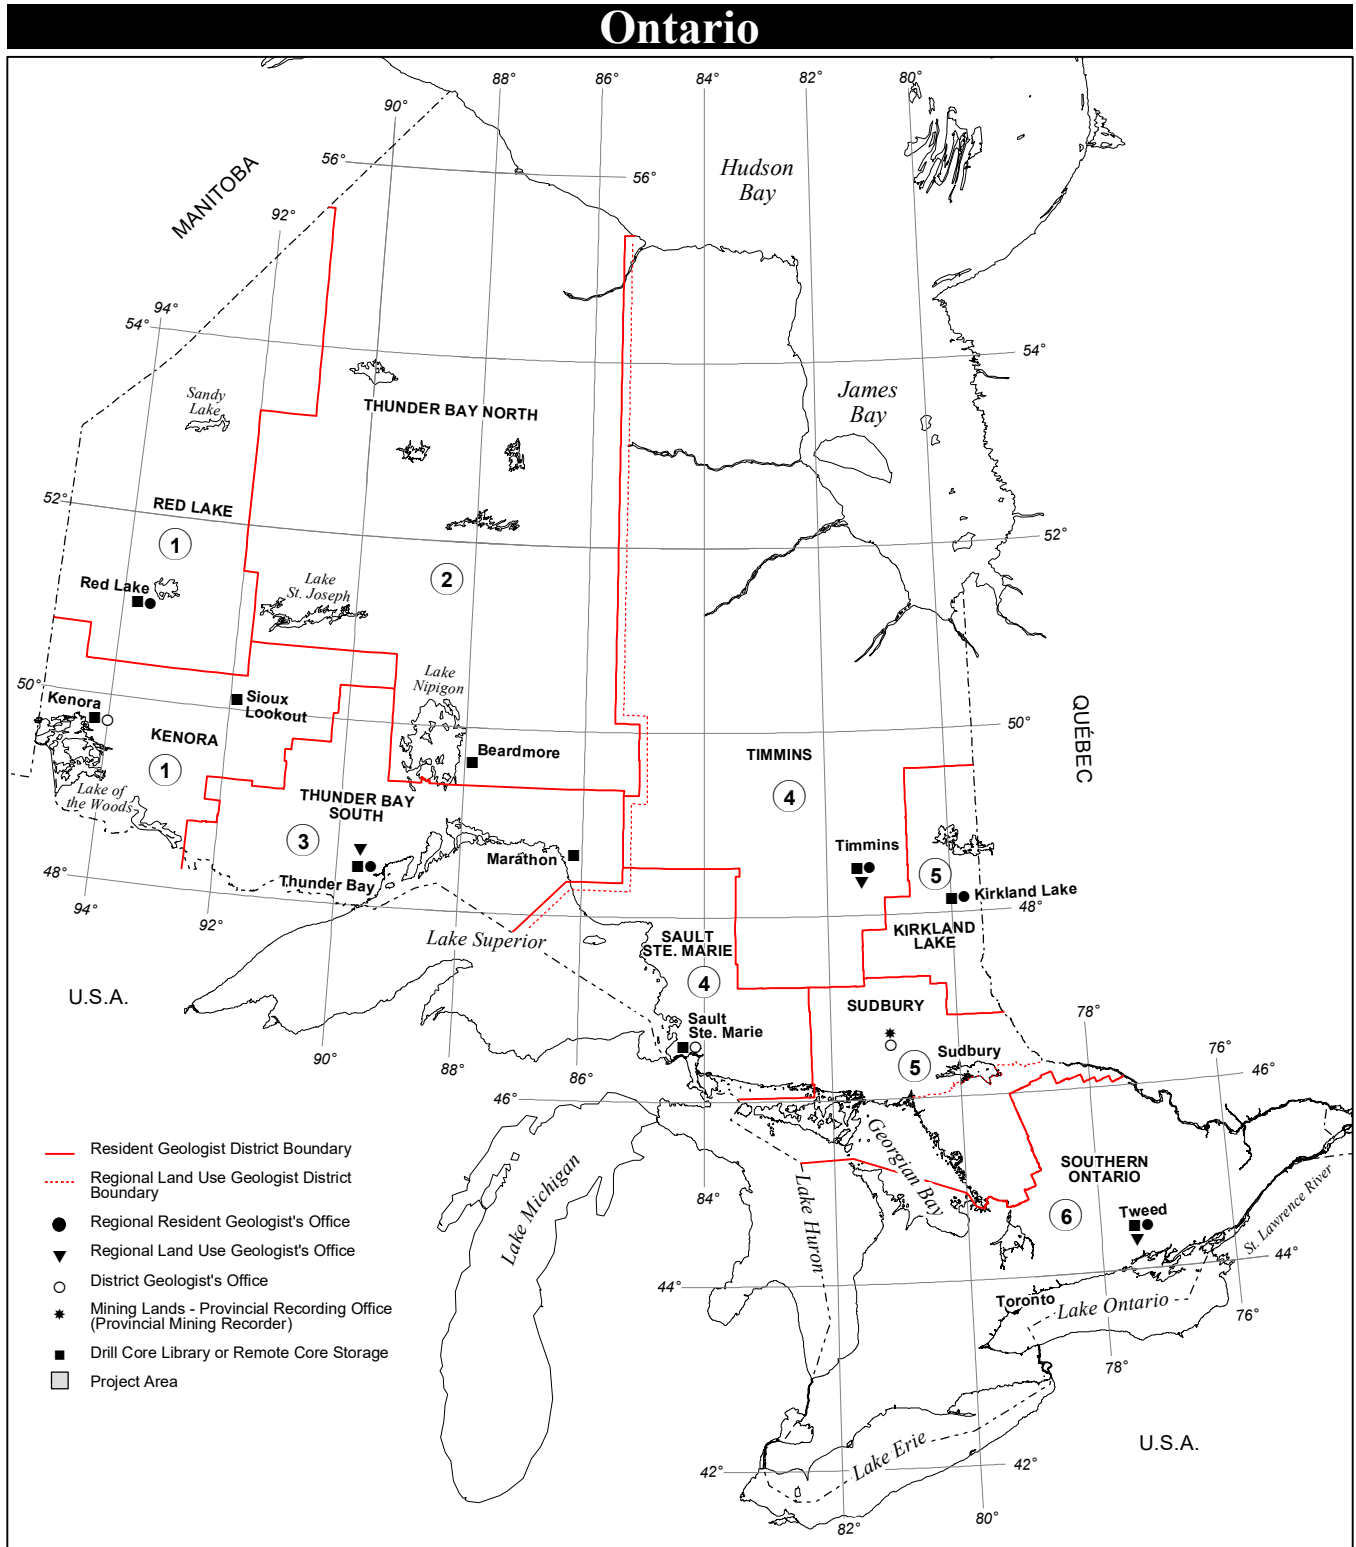 Ontario
88°
86°
84°
82°
80°
90°
56°
56°
Hudson
Bay
MANITOBA
92°
94°
54°
54°
Sandy
Lake
James
Bay
THUNDER BAY NORTH
52°
RED LAKE
52°
1
2
Red Lake
Lake
St. Joseph
50°
Lake
Nipigon
Kenora
Sioux
Lookout
50°
QUÉBEC
KENORA
Beardmore
TIMMINS
1
4
Lake of
the Woods
THUNDER BAY
SOUTH
3
Timmins
Marathon
5
48°
Thunder Bay
Kirkland Lake
48°
94°
92°
KIRKLAND
LAKE
Lake Superior
SAULT
STE. MARIE
U.S.A.
4
SUDBURY
78°
Sault
Ste. Marie
90°
88°
86°
5
Sudbury
76°
46°
46°
Georgian Bay
Resident Geologist District Boundary
Regional Land Use Geologist District
Boundary
Regional Resident Geologist's Office
Regional Land Use Geologist's Office
District Geologist's Office
Mining Lands - Provincial Recording Office
(Provincial Mining Recorder)
Drill Core Library or Remote Core Storage
Project Area
Lake Michigan
84°
Lake Huron
SOUTHERN
ONTARIO
6
Tweed
St. Lawrence River
44°
44°
Toronto
Lake Ontario
76°
78°
Lake Erie
U.S.A.
42°
42°
82°
80°